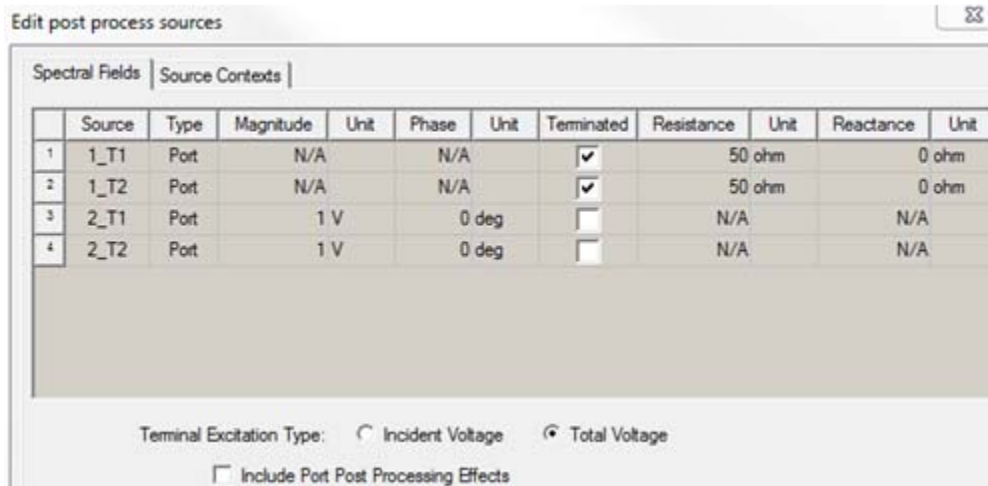 Edit post process sources
Spectral Fields Source Contexts
Source Type Magnitude Unit Phase Unit Terminated Resistance Unit Reactance Unit
1 1_T1 Port N/A N/A 50 ohm 0 ohm
2 1_T2 Port N/A N/A 50 ohm 0 ohm
3 2_T1 Port 1 V 0 deg N/A N/A
4 2_T2 Port 1 V 0 deg N/A N/A
Terminal Excitation Type: Incident Voltage Total Voltage
Include Port Post Processing Effects